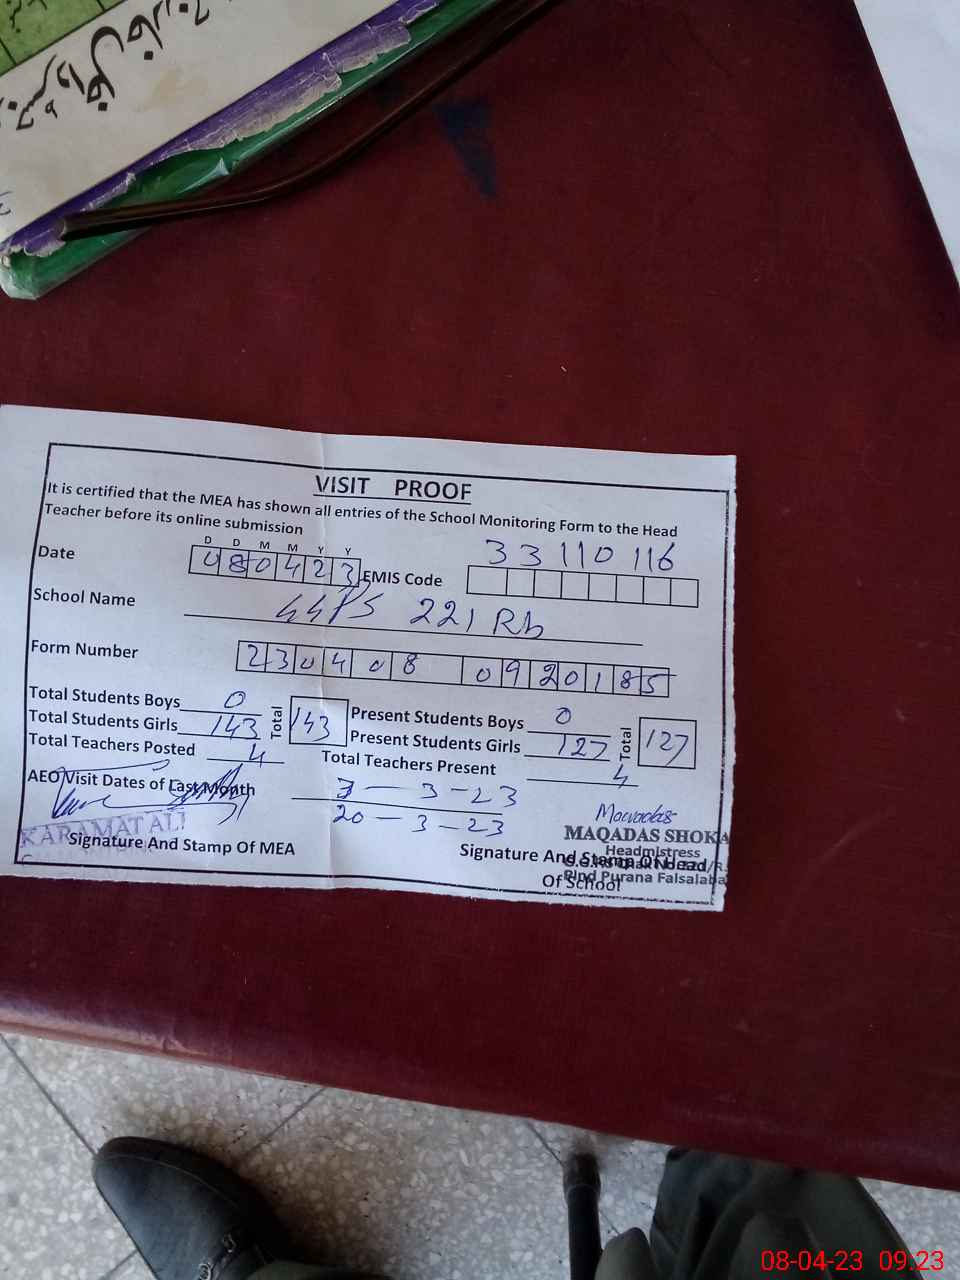 VISIT PROOF
It is certified that the MEA has shown all entries of the School Monitoring Form to the Head
Teacher before its online submission
D D M M Y Y
Date 080423 EMIS Code 33110116
School Name GGPS 221 Rb
Form Number 2304080920185
Total Students Boys 0 Present Students Boys 0
Total Students Girls 143 Total 143 Present Students Girls 127 Total 127
Total Teachers Posted 4 Total Teachers Present 4
AEO Visit Dates of Last Month 3-3-23
20-3-23
KARAMAT ALI
Signature And Stamp Of MEA
MAQADAS SHOKA
Headmistress
Signature And Stamp Of Head
Of School
Purana Faisalaba
08-04-23 09:23